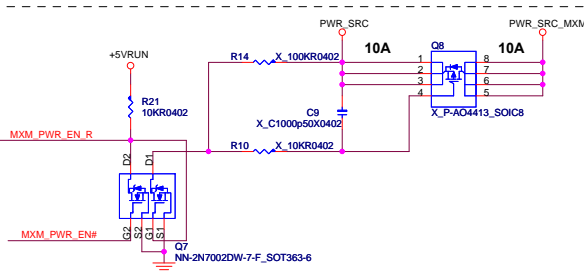 PWR_SRC
PWR_SRC_MXM
+5VRUN
R14
X_100KR0402
10A
Q8
10A
1
2
3
4
8
7
6
5
R21
10KR0402
C9
X_C1000p50X0402
X_P-AO4413_SOIC8
MXM_PWR_EN_R
R10
X_10KR0402
D2
D1
MXM_PWR_EN#
G2
S2
G1
S1
Q7
NN-2N7002DW-7-F_SOT363-6